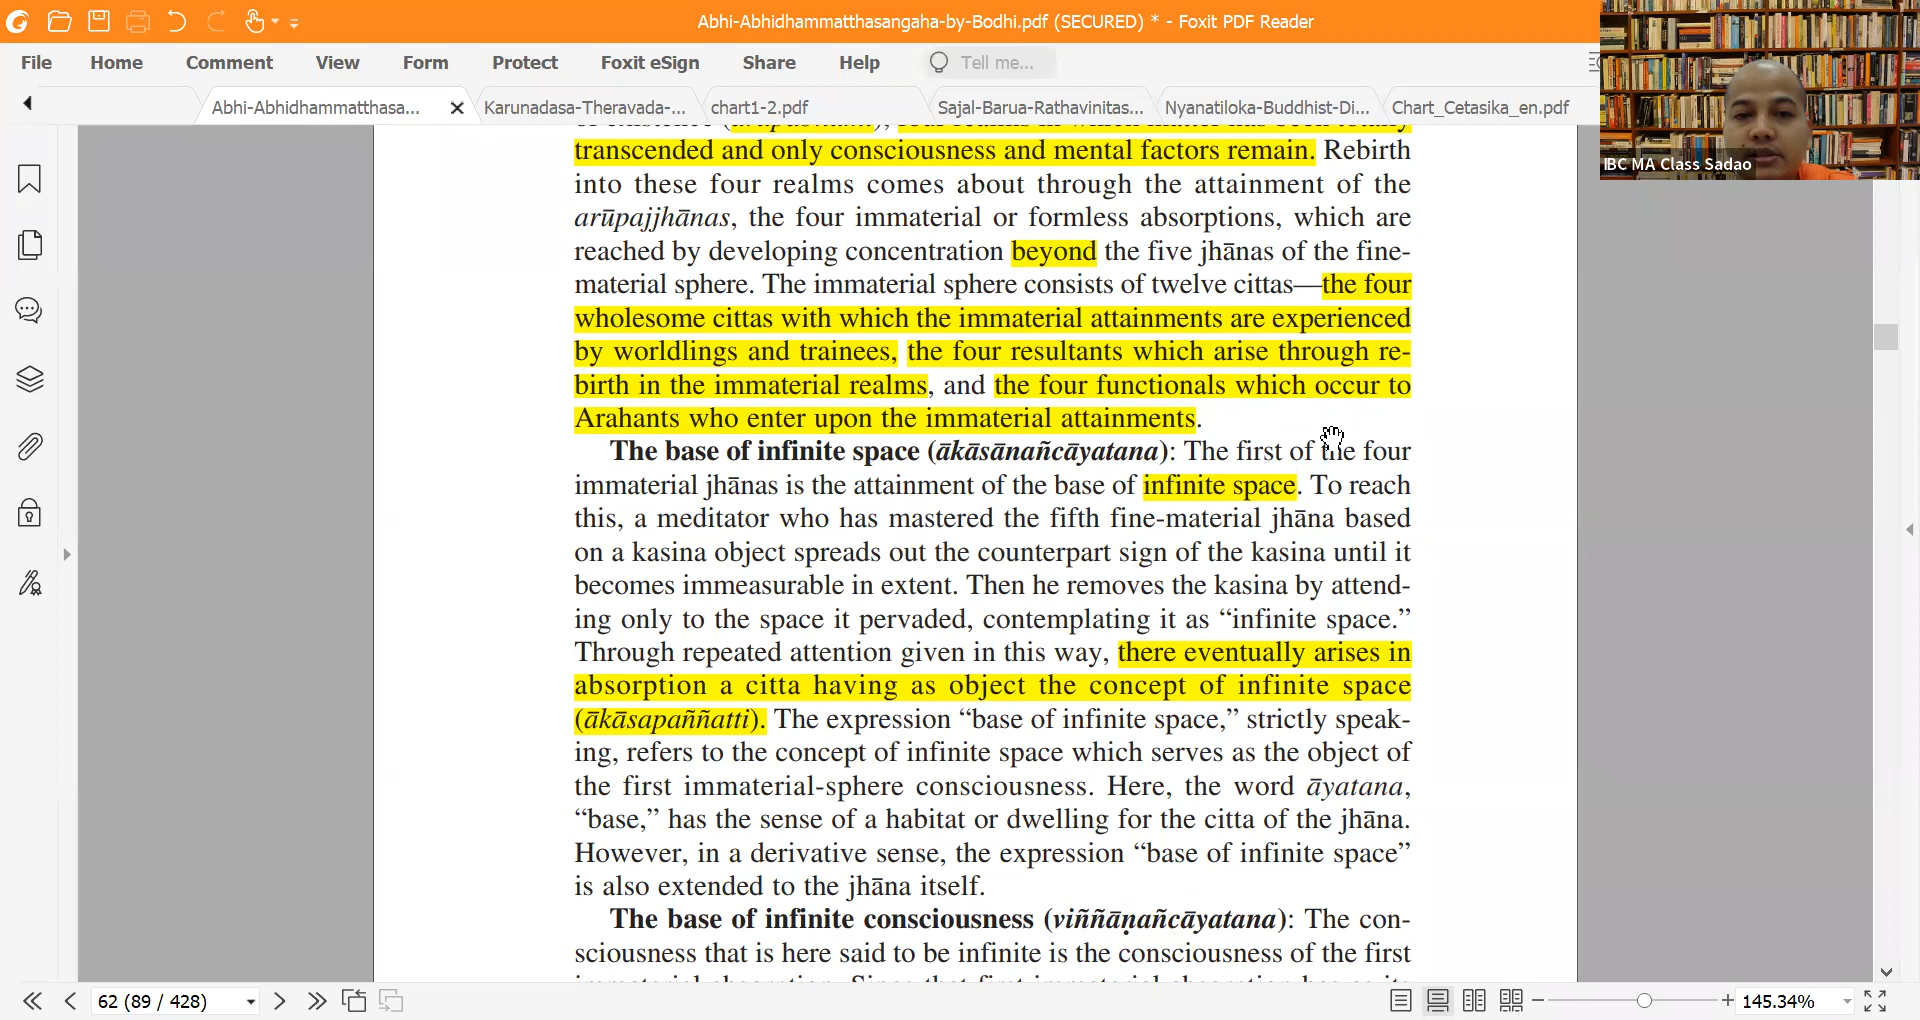 Abhi-Abhidhammatthasangaha-by-Bodhi.pdf (SECURED) * - Foxit PDF Reader
File Home Comment View Form Protect Foxit eSign Share Help Tell me...
Abhi-Abhidhammatthasa... Karunadasa-Theravada-... chart1-2.pdf Sajal-Barua-Rathavinitas... Nyanatiloka-Buddhist-Di... Chart_Cetasika_en.pdf
IBC MA Class Sadao
transcended and only consciousness and mental factors remain. Rebirth
into these four realms comes about through the attainment of the
arūpajjhānas, the four immaterial or formless absorptions, which are
reached by developing concentration beyond the five jhānas of the fine-
material sphere. The immaterial sphere consists of twelve cittas—the four
wholesome cittas with which the immaterial attainments are experienced
by worldlings and trainees, the four resultants which arise through re-
birth in the immaterial realms, and the four functionals which occur to
Arahants who enter upon the immaterial attainments.
The base of infinite space (ākāsānañcāyatana): The first of the four
immaterial jhānas is the attainment of the base of infinite space. To reach
this, a meditator who has mastered the fifth fine-material jhāna based
on a kasina object spreads out the counterpart sign of the kasina until it
becomes immeasurable in extent. Then he removes the kasina by attend-
ing only to the space it pervaded, contemplating it as “infinite space.”
Through repeated attention given in this way, there eventually arises in
absorption a citta having as object the concept of infinite space
(ākāsapaññatti). The expression “base of infinite space,” strictly speak-
ing, refers to the concept of infinite space which serves as the object of
the first immaterial-sphere consciousness. Here, the word āyatana,
“base,” has the sense of a habitat or dwelling for the citta of the jhāna.
However, in a derivative sense, the expression “base of infinite space”
is also extended to the jhāna itself.
The base of infinite consciousness (viññāṇañcāyatana): The con-
sciousness that is here said to be infinite is the consciousness of the first
62 (89 / 428) 145.34%